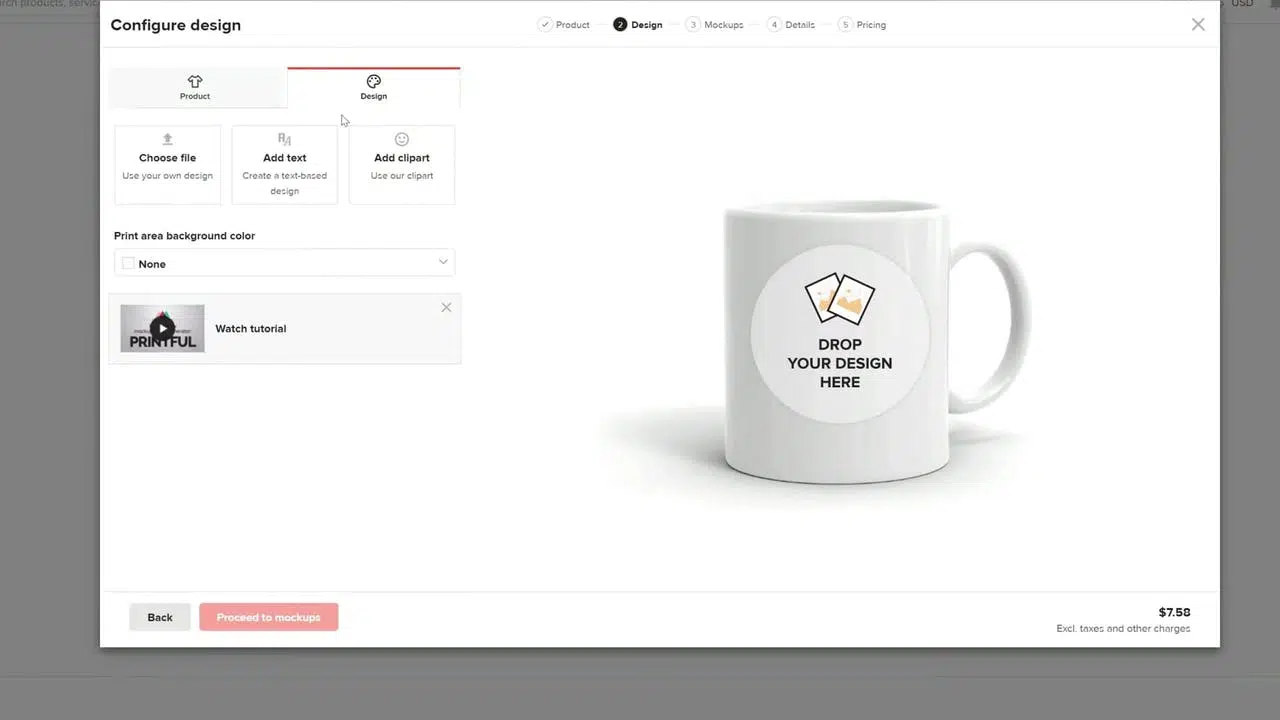 rch products, servic
USD
Configure design
Product
2 Design
3 Mockups
4 Details
5 Pricing
Product
Design
Choose file
Use your own design
Add text
Create a text-based
design
Add clipart
Use our clipart
Print area background color
None
PRINTFUL
Watch tutorial
DROP
YOUR DESIGN
HERE
Back
Proceed to mockups
$7.58
Excl. taxes and other charges